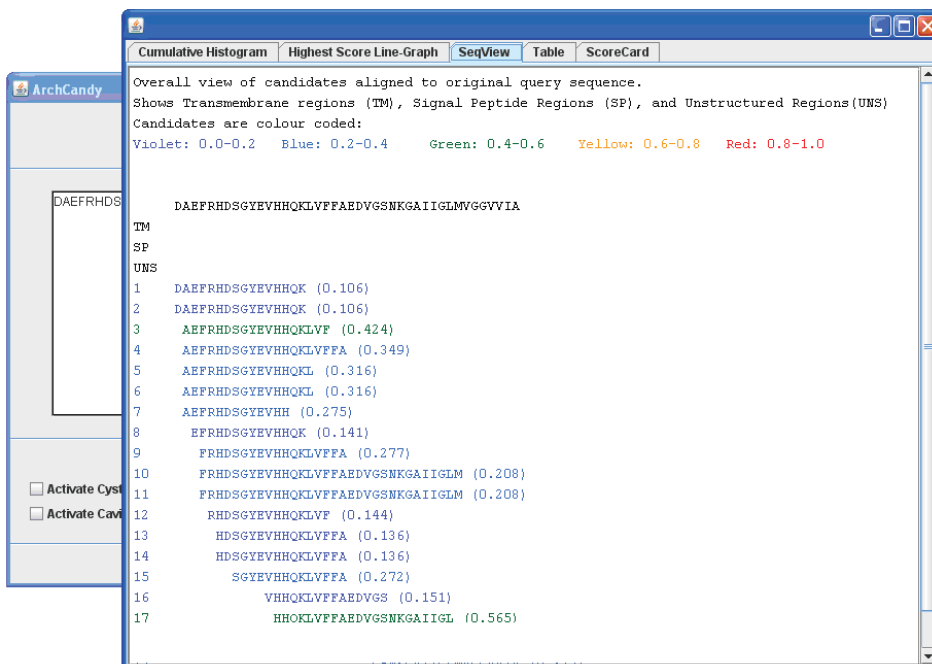 Cumulative Histogram Highest Score Line-Graph SeqView Table ScoreCard
ArchCandy
Overall view of candidates aligned to original query sequence.
Shows Transmembrane regions (TM), Signal Peptide Regions (SP), and Unstructured Regions(UNS)
Candidates are colour coded:
Violet: 0.0-0.2 Blue: 0.2-0.4 Green: 0.4-0.6 Yellow: 0.6-0.8 Red: 0.8-1.0
DAEFRHDS
DAEFRHDSGYEVHHQKLVFFAEDVGSNKGAIIGLMVGGVVIA
TM
SP
UNS
1 DAEFRHDSGYEVHHQK (0.106)
2 DAEFRHDSGYEVHHQK (0.106)
3 AEFRHDSGYEVHHQKLVF (0.424)
4 AEFRHDSGYEVHHQKLVFFA (0.349)
5 AEFRHDSGYEVHHQKL (0.316)
6 AEFRHDSGYEVHHQKL (0.316)
7 AEFRHDSGYEVHH (0.275)
8 EFRHDSGYEVHHQK (0.141)
9 FRHDSGYEVHHQKLVFFA (0.277)
10 FRHDSGYEVHHQKLVFFAEDVGSNKGAIIGLM (0.208)
11 FRHDSGYEVHHQKLVFFAEDVGSNKGAIIGLM (0.208)
12 RHDSGYEVHHQKLVF (0.144)
13 HDSGYEVHHQKLVFFA (0.136)
14 HDSGYEVHHQKLVFFA (0.136)
15 SGYEVHHQKLVFFA (0.272)
16 VHHQKLVFFAEDVGS (0.151)
17 HHQKLVFFAEDVGSNKGAIIGL (0.565)
Activate Cyst
Activate Cavi